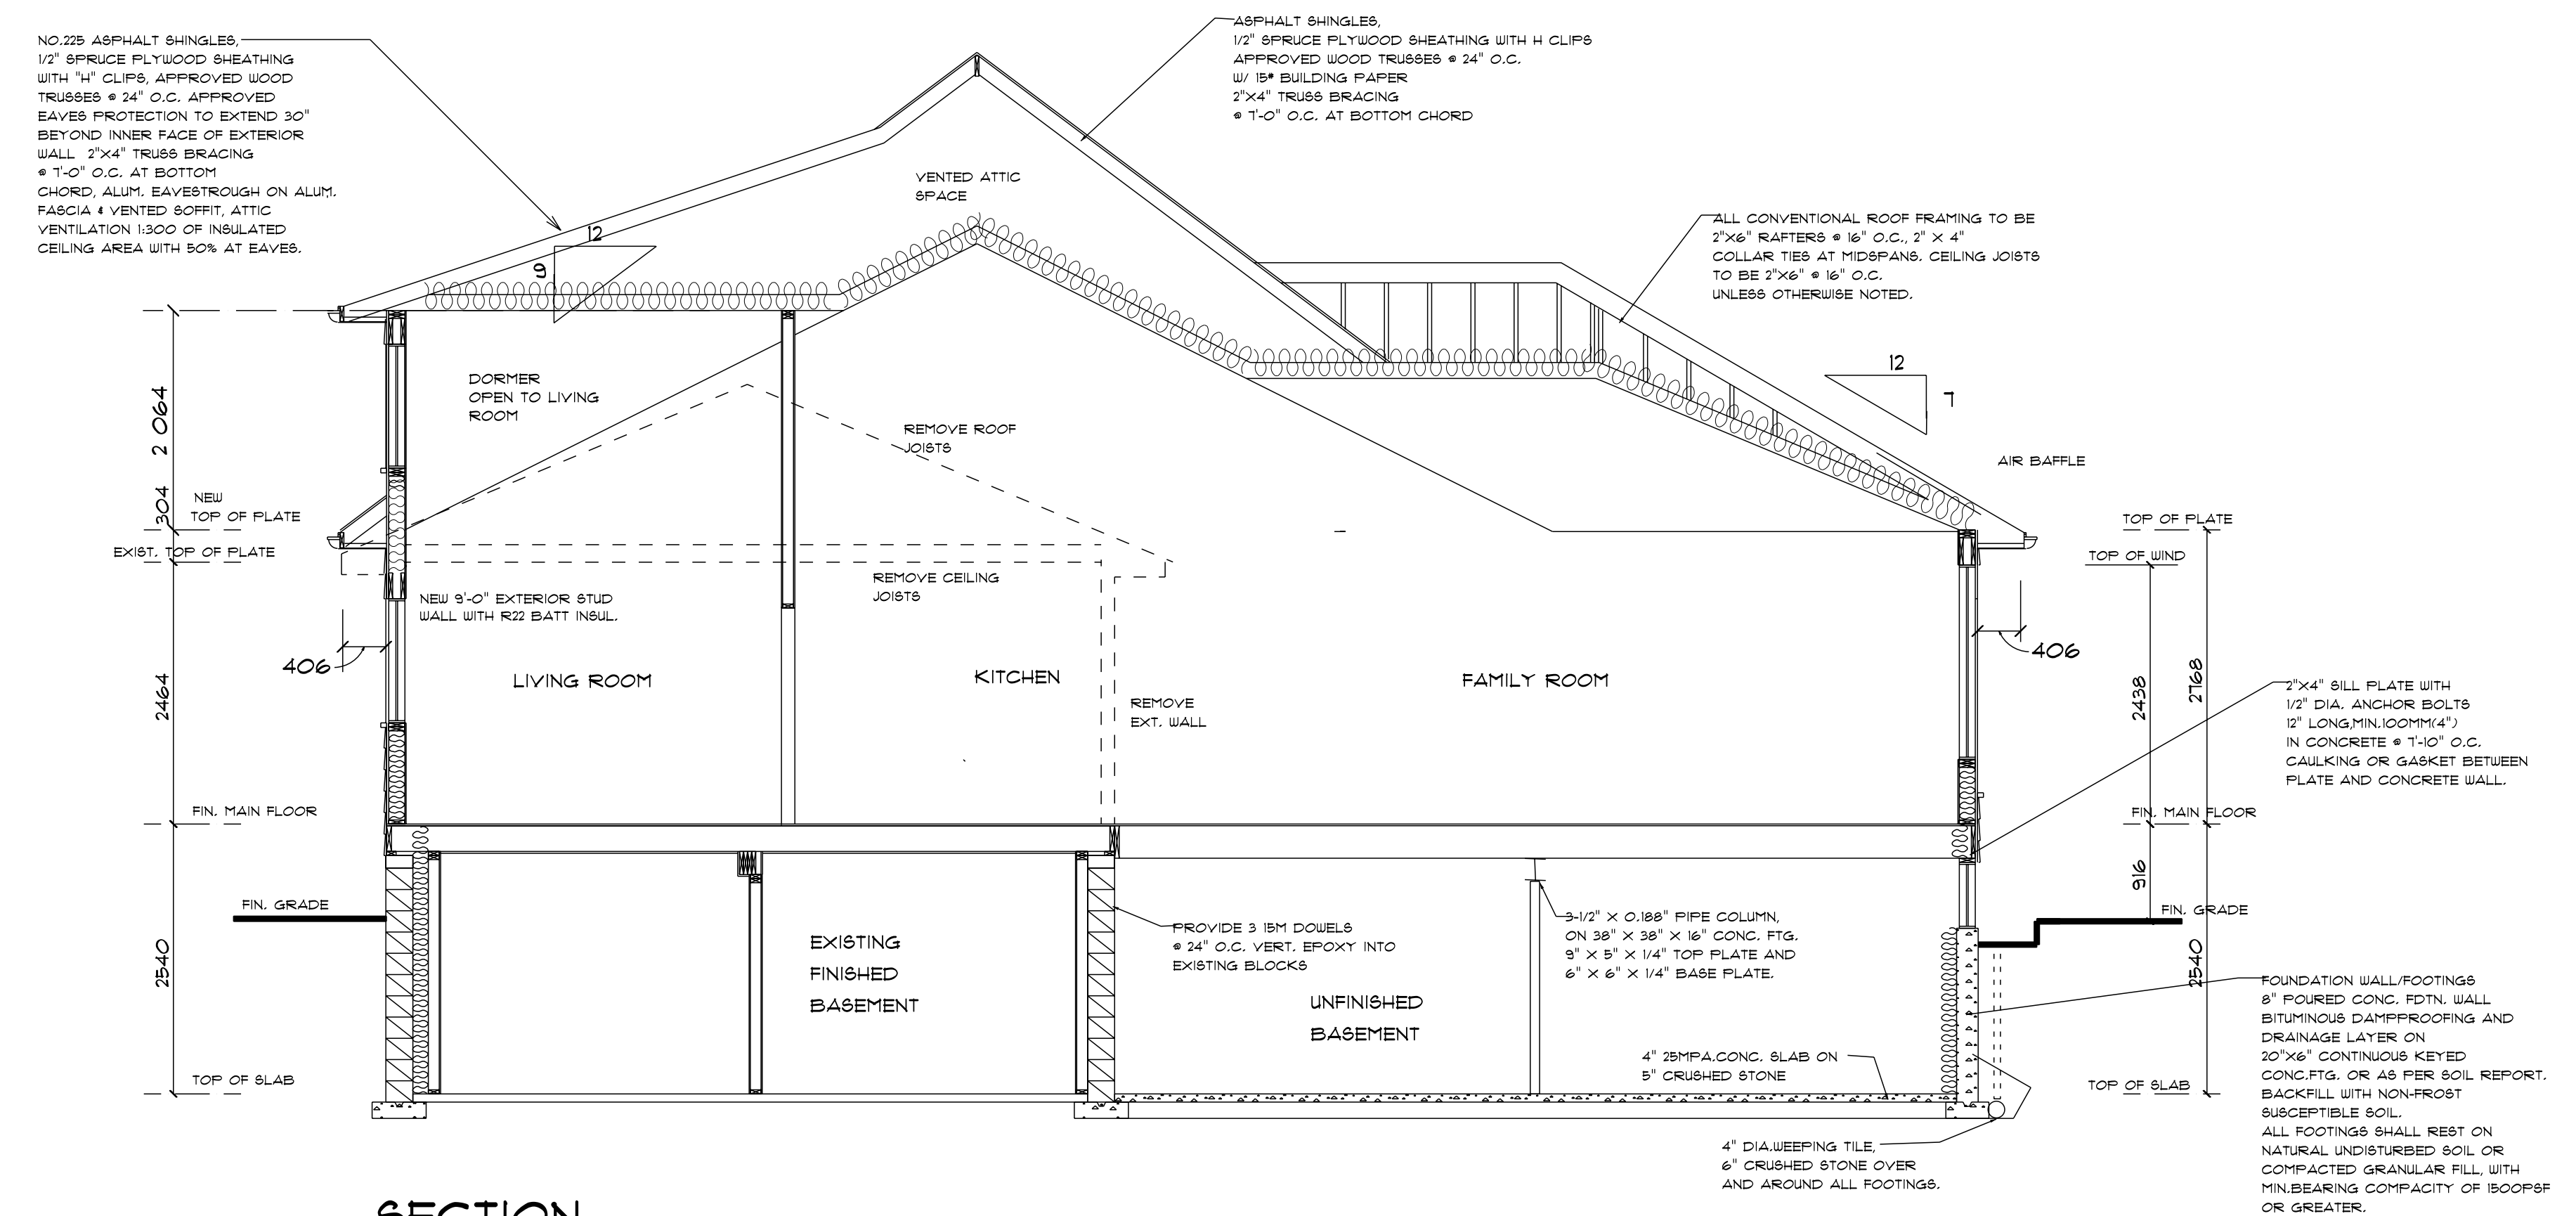 NO.225 ASPHALT SHINGLES,
1/2" SPRUCE PLYWOOD SHEATHING
WITH "H" CLIPS, APPROVED WOOD
TRUSSES @ 24" O.C. APPROVED
EAVES PROTECTION TO EXTEND 30"
BEYOND INNER FACE OF EXTERIOR
WALL 2"X4" TRUSS BRACING
@ 7'-0" O.C. AT BOTTOM
CHORD, ALUM. EAVESTROUGH ON ALUM.
FASCIA & VENTED SOFFIT, ATTIC
VENTILATION 1:300 OF INSULATED
CEILING AREA WITH 50% AT EAVES.
ASPHALT SHINGLES,
1/2" SPRUCE PLYWOOD SHEATHING WITH H CLIPS
APPROVED WOOD TRUSSES @ 24" O.C.
W/ 15# BUILDING PAPER
2"X4" TRUSS BRACING
@ 7'-0" O.C. AT BOTTOM CHORD
VENTED ATTIC
SPACE
ALL CONVENTIONAL ROOF FRAMING TO BE
2"X6" RAFTERS @ 16" O.C., 2" X 4"
COLLAR TIES AT MIDSPANS. CEILING JOISTS
TO BE 2"X6" @ 16" O.C.
UNLESS OTHERWISE NOTED.
12
9
12
7
AIR BAFFLE
DORMER
OPEN TO LIVING
ROOM
REMOVE ROOF
JOISTS
2 064
304
NEW
TOP OF PLATE
EXIST. TOP OF PLATE
TOP OF PLATE
TOP OF WIND
REMOVE CEILING
JOISTS
NEW 9'-0" EXTERIOR STUD
WALL WITH R22 BATT INSUL.
406
406
LIVING ROOM
KITCHEN
FAMILY ROOM
REMOVE
EXT. WALL
2464
2438
2768
2"X4" SILL PLATE WITH
1/2" DIA. ANCHOR BOLTS
12" LONG,MIN.100MM(4")
IN CONCRETE @ 7'-10" O.C.
CAULKING OR GASKET BETWEEN
PLATE AND CONCRETE WALL.
FIN. MAIN FLOOR
FIN. MAIN FLOOR
916
FIN. GRADE
FIN. GRADE
2540
2540
EXISTING
FINISHED
BASEMENT
PROVIDE 3 15M DOWELS
@ 24" O.C. VERT. EPOXY INTO
EXISTING BLOCKS
3-1/2" X 0.188" PIPE COLUMN,
ON 38" X 38" X 16" CONC. FTG.
9" X 5" X 1/4" TOP PLATE AND
6" X 6" X 1/4" BASE PLATE.
UNFINISHED
BASEMENT
4" 25MPA.CONC. SLAB ON
5" CRUSHED STONE
TOP OF SLAB
TOP OF SLAB
FOUNDATION WALL/FOOTINGS
8" POURED CONC. FDTN. WALL
BITUMINOUS DAMPPROOFING AND
DRAINAGE LAYER ON
20"X6" CONTINUOUS KEYED
CONC.FTG. OR AS PER SOIL REPORT.
BACKFILL WITH NON-FROST
SUSCEPTIBLE SOIL.
ALL FOOTINGS SHALL REST ON
NATURAL UNDISTURBED SOIL OR
COMPACTED GRANULAR FILL, WITH
MIN.BEARING COMPACITY OF 1500PSF
OR GREATER.
4" DIA.WEEPING TILE,
6" CRUSHED STONE OVER
AND AROUND ALL FOOTINGS.
SECTION